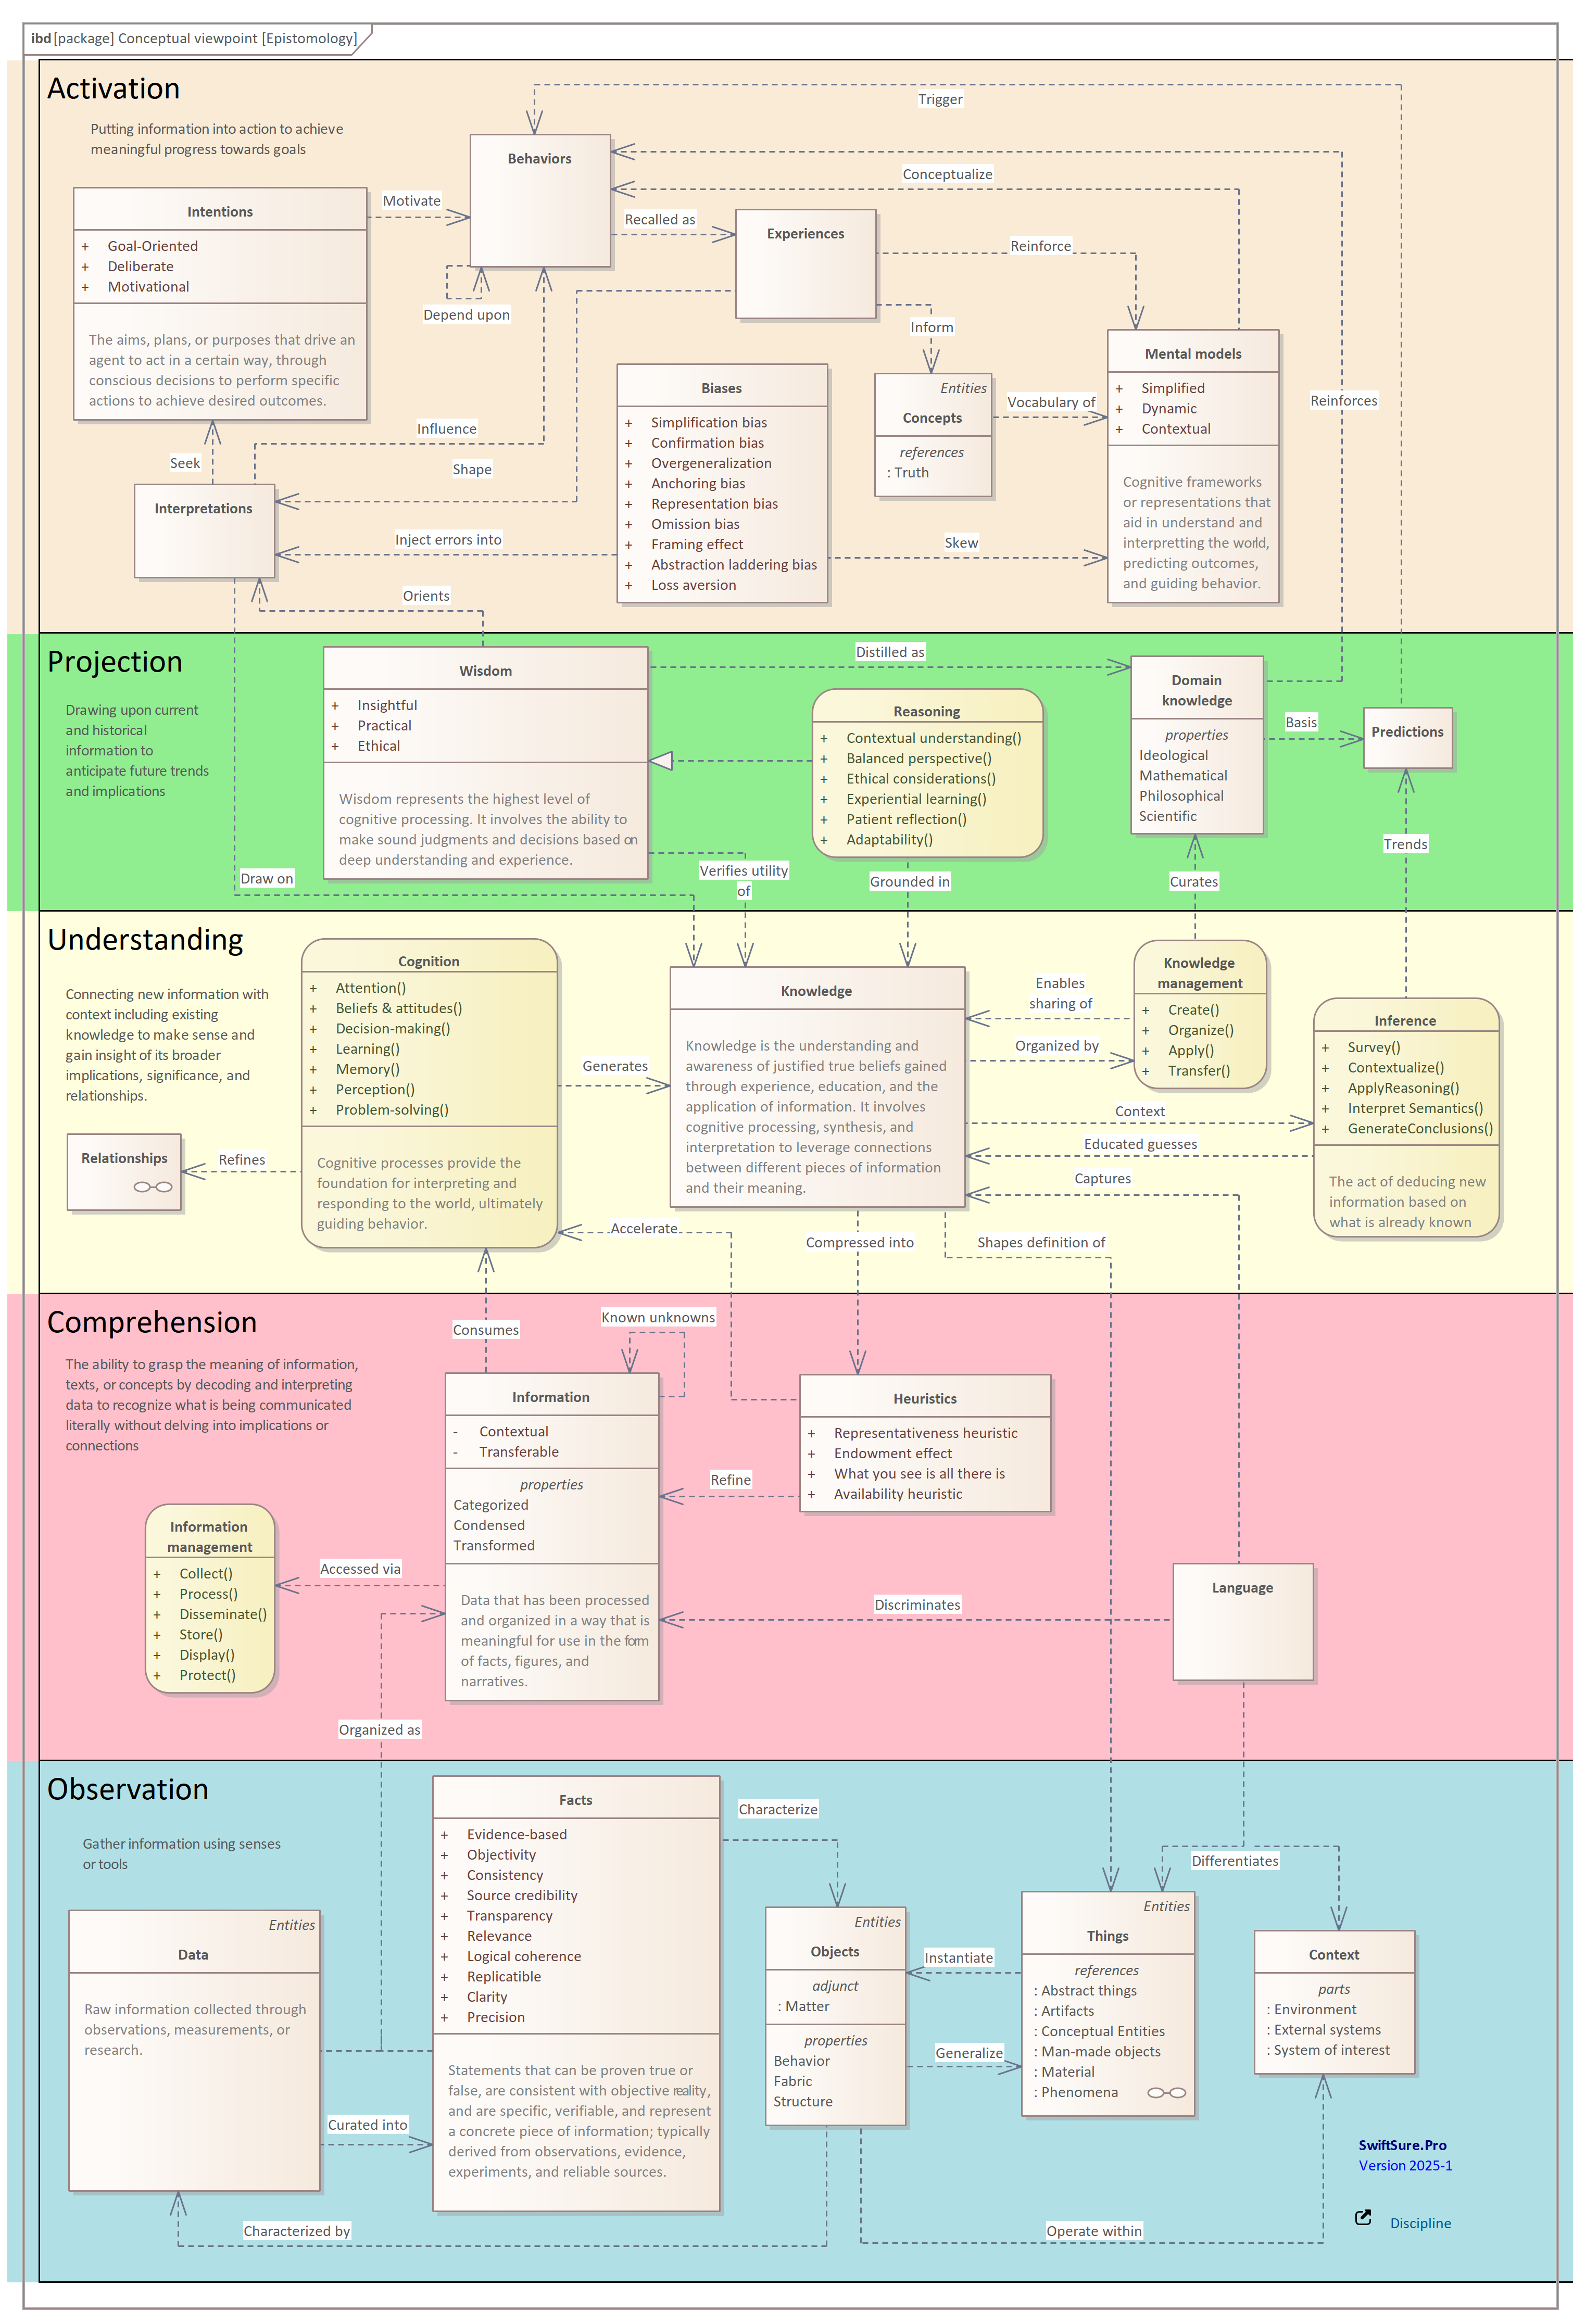 ibd [package] Conceptual viewpoint [Epistomology]
Activation
Putting information into action to achieve
meaningful progress towards goals
Trigger
Behaviors
Conceptualize
Motivate
Intentions
+ Goal-Oriented
+ Deliberate
+ Motivational
The aims, plans, or purposes that drive an
agent to act in a certain way, through
conscious decisions to perform specific
actions to achieve desired outcomes.
Recalled as
Experiences
Reinforce
Depend upon
Inform
Entities
Concepts
references
: Truth
Vocabulary of
Mental models
+ Simplified
+ Dynamic
+ Contextual
Cognitive frameworks
or representations that
aid in understand and
interpretting the world,
predicting outcomes,
and guiding behavior.
Reinforces
Biases
+ Simplification bias
+ Confirmation bias
+ Overgeneralization
+ Anchoring bias
+ Representation bias
+ Omission bias
+ Framing effect
+ Abstraction laddering bias
+ Loss aversion
Influence
Seek
Shape
Interpretations
Inject errors into
Skew
Orients
Projection
Drawing upon current
and historical
information to
anticipate future trends
and implications
Wisdom
+ Insightful
+ Practical
+ Ethical
Wisdom represents the highest level of
cognitive processing. It involves the ability to
make sound judgments and decisions based on
deep understanding and experience.
Distilled as
Reasoning
+ Contextual understanding()
+ Balanced perspective()
+ Ethical considerations()
+ Experiential learning()
+ Patient reflection()
+ Adaptability()
Domain
knowledge
properties
Ideological
Mathematical
Philosophical
Scientific
Basis
Predictions
Trends
Draw on
Verifies utility
of
Grounded in
Curates
Understanding
Connecting new information with
context including existing
knowledge to make sense and
gain insight of its broader
implications, significance, and
relationships.
Cognition
+ Attention()
+ Beliefs & attitudes()
+ Decision-making()
+ Learning()
+ Memory()
+ Perception()
+ Problem-solving()
Cognitive processes provide the
foundation for interpreting and
responding to the world, ultimately
guiding behavior.
Generates
Knowledge
Knowledge is the understanding and
awareness of justified true beliefs gained
through experience, education, and the
application of information. It involves
cognitive processing, synthesis, and
interpretation to leverage connections
between different pieces of information
and their meaning.
Enables
sharing of
Organized by
Knowledge
management
+ Create()
+ Organize()
+ Apply()
+ Transfer()
Inference
+ Survey()
+ Contextualize()
+ ApplyReasoning()
+ Interpret Semantics()
+ GenerateConclusions()
The act of deducing new
information based on
what is already known
Context
Educated guesses
Captures
Relationships
Refines
Accelerate
Compressed into
Shapes definition of
Comprehension
The ability to grasp the meaning of information,
texts, or concepts by decoding and interpreting
data to recognize what is being communicated
literally without delving into implications or
connections
Consumes
Known unknowns
Information
- Contextual
- Transferable
properties
Categorized
Condensed
Transformed
Data that has been processed
and organized in a way that is
meaningful for use in the form
of facts, figures, and
narratives.
Heuristics
+ Representativeness heuristic
+ Endowment effect
+ What you see is all there is
+ Availability heuristic
Refine
Information
management
+ Collect()
+ Process()
+ Disseminate()
+ Store()
+ Display()
+ Protect()
Accessed via
Discriminates
Language
Organized as
Observation
Gather information using senses
or tools
Facts
+ Evidence-based
+ Objectivity
+ Consistency
+ Source credibility
+ Transparency
+ Relevance
+ Logical coherence
+ Replicatible
+ Clarity
+ Precision
Statements that can be proven true or
false, are consistent with objective reality,
and are specific, verifiable, and represent
a concrete piece of information; typically
derived from observations, evidence,
experiments, and reliable sources.
Characterize
Differentiates
Entities
Data
Raw information collected through
observations, measurements, or
research.
Curated into
Entities
Objects
adjunct
: Matter
properties
Behavior
Fabric
Structure
Instantiate
Generalize
Entities
Things
references
: Abstract things
: Artifacts
: Conceptual Entities
: Man-made objects
: Material
: Phenomena
Context
parts
: Environment
: External systems
: System of interest
Characterized by
Operate within
SwiftSure.Pro
Version 2025-1
Discipline